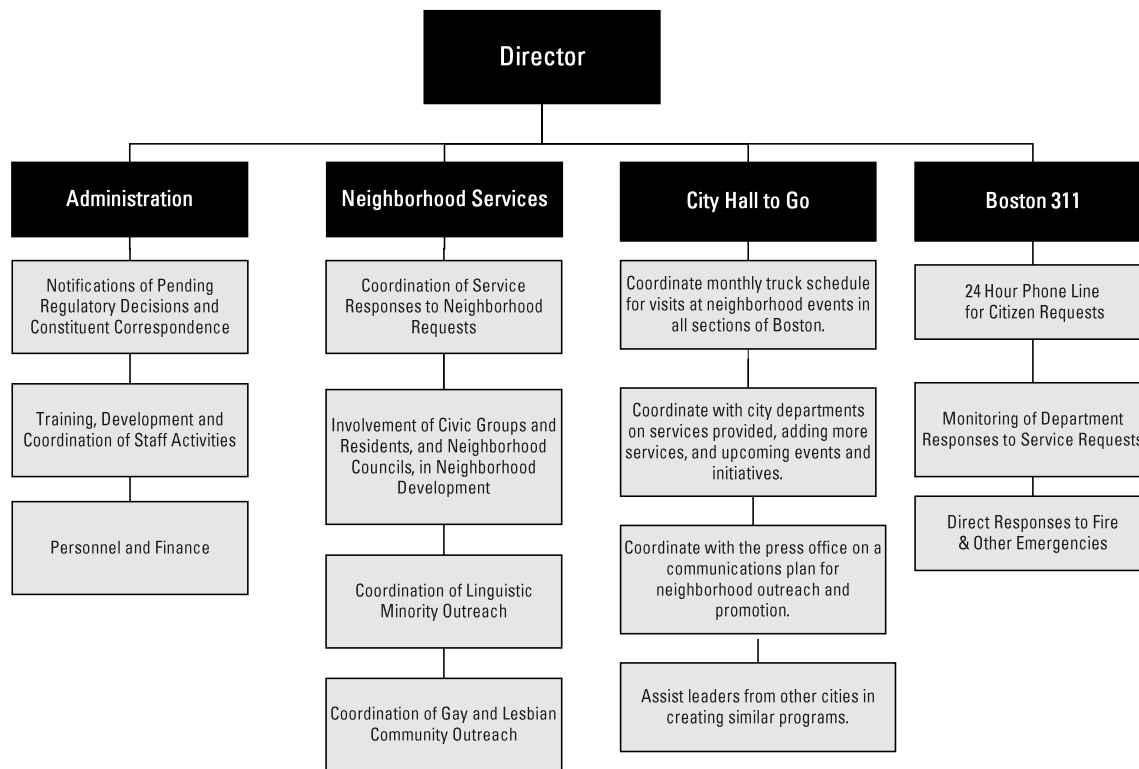 Director
Administration
Notifications of Pending
Regulatory Decisions and
Constituent Correspondence
Training, Development and
Coordination of Staff Activities
Personnel and Finance
Neighborhood Services
Coordination of Service
Responses to Neighborhood
Requests
Involvement of Civic Groups and
Residents, and Neighborhood
Councils, in Neighborhood
Development
Coordination of Linguistic
Minority Outreach
Coordination of Gay and Lesbian
Community Outreach
City Hall to Go
Coordinate monthly truck schedule
for visits at neighborhood events in
all sections of Boston.
Coordinate with city departments
on services provided, adding more
services, and upcoming events and
initiatives.
Coordinate with the press office on a
communications plan for
neighborhood outreach and
promotion.
Assist leaders from other cities in
creating similar programs.
Boston 311
24 Hour Phone Line
for Citizen Requests
Monitoring of Department
Responses to Service Requests
Direct Responses to Fire
& Other Emergencies